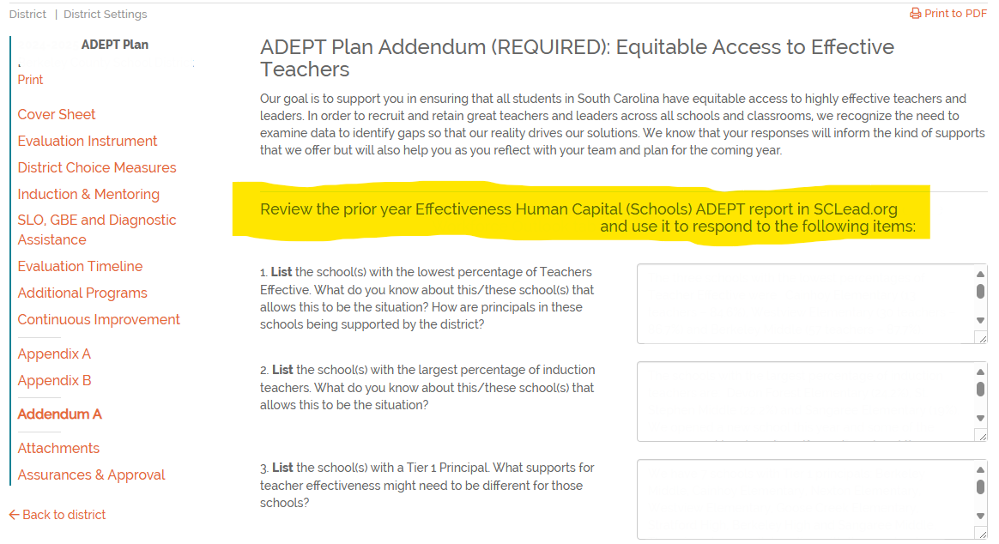 District | District Settings
Print to PDF
ADEPT Plan
Print
Cover Sheet
Evaluation Instrument
District Choice Measures
Induction & Mentoring
SLO, GBE and Diagnostic
Assistance
Evaluation Timeline
Additional Programs
Continuous Improvement
Appendix A
Appendix B
Addendum A
Attachments
Assurances & Approval
← Back to district
ADEPT Plan Addendum (REQUIRED): Equitable Access to Effective
Teachers
Our goal is to support you in ensuring that all students in South Carolina have equitable access to highly effective teachers and
leaders. In order to recruit and retain great teachers and leaders across all schools and classrooms, we recognize the need to
examine data to identify gaps so that our reality drives our solutions. We know that your responses will inform the kind of supports
that we offer but will also help you as you reflect with your team and plan for the coming year.
Review the prior year Effectiveness Human Capital (Schools) ADEPT report in SCLead.org
and use it to respond to the following items:
1. List the school(s) with the lowest percentage of Teachers
Effective. What do you know about this/these school(s) that
allows this to be the situation? How are principals in these
schools being supported by the district?
2. List the school(s) with the largest percentage of induction
teachers. What do you know about this/these school(s) that
allows this to be the situation?
3. List the school(s) with a Tier 1 Principal. What supports for
teacher effectiveness might need to be different for those
schools?